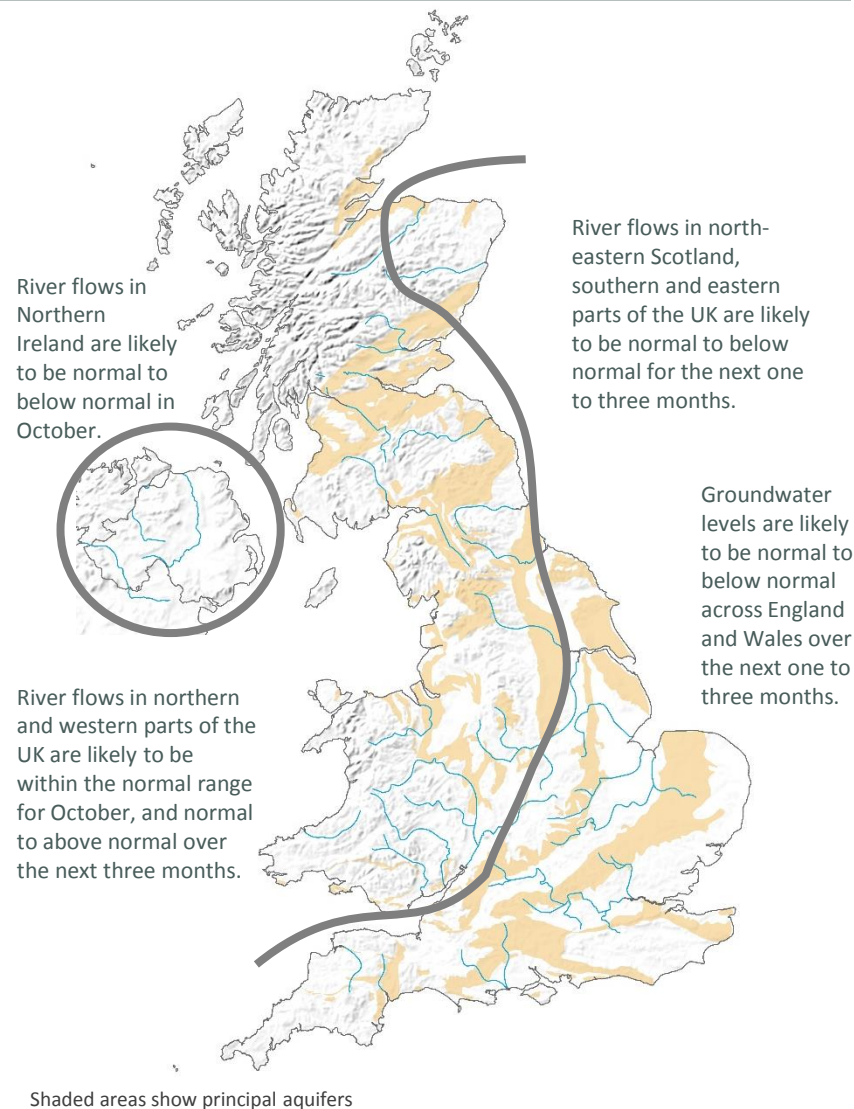 River flows in
Northern
Ireland are likely
to be normal to
below normal in
October.
River flows in north-
eastern Scotland,
southern and eastern
parts of the UK are likely
to be normal to below
normal for the next one
to three months.
Groundwater
levels are likely
to be normal to
below normal
across England
and Wales over
the next one to
three months.
River flows in northern
and western parts of the
UK are likely to be
within the normal range
for October, and normal
to above normal over
the next three months.
Shaded areas show principal aquifers